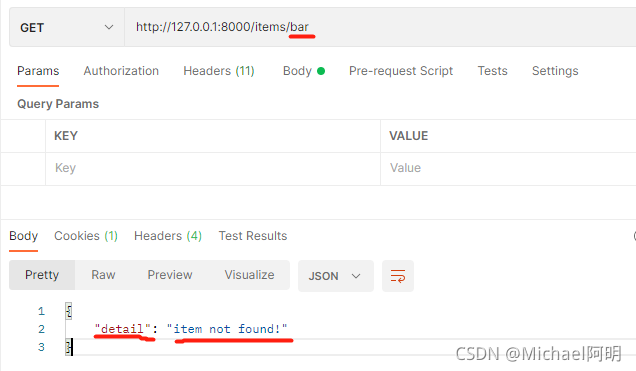 GET http://127.0.0.1:8000/items/bar
Params Authorization Headers (11) Body Pre-request Script Tests Settings
Query Params
KEY VALUE
Key Value
Body Cookies (1) Headers (4) Test Results
Pretty Raw Preview Visualize JSON
1 {
2 "detail": "item not found!"
3 }
CSDN @Michael阿明